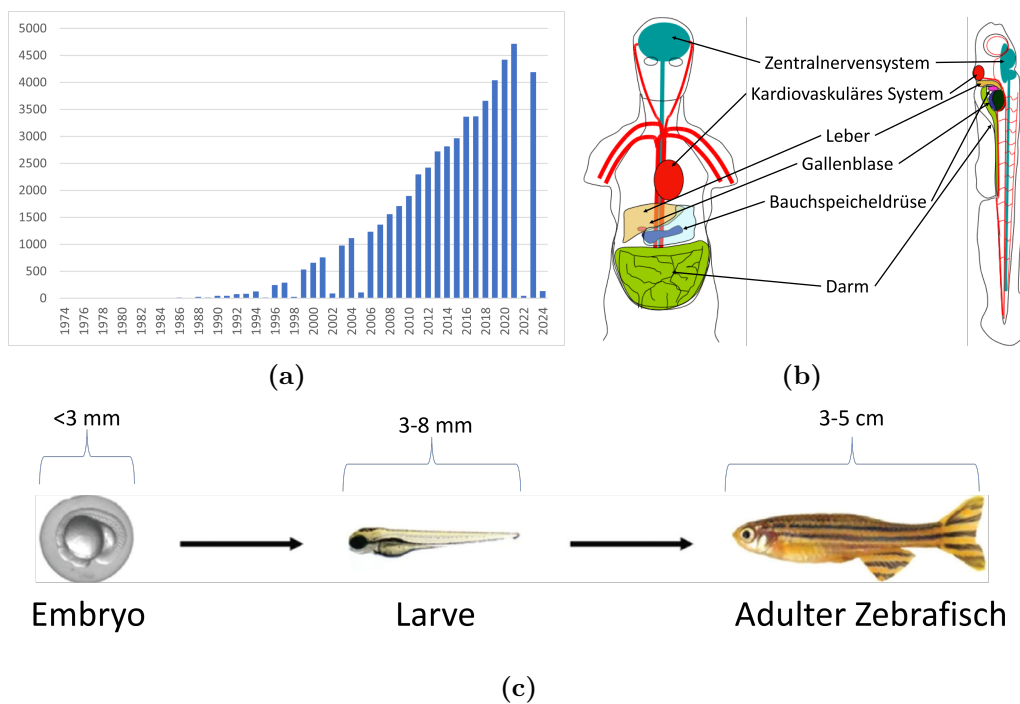 5000
4500
4000
3500
3000
2500
2000
1500
1000
500
0
1974
1976
1978
1980
1982
1984
1986
1988
1990
1992
1994
1996
1998
2000
2002
2004
2006
2008
2010
2012
2014
2016
2018
2020
2022
2024
(a)
Zentralnervensystem
Kardiovaskuläres System
Leber
Gallenblase
Bauchspeicheldrüse
Darm
(b)
<3 mm
3-8 mm
3-5 cm
Embryo
Larve
Adulter Zebrafisch
(c)